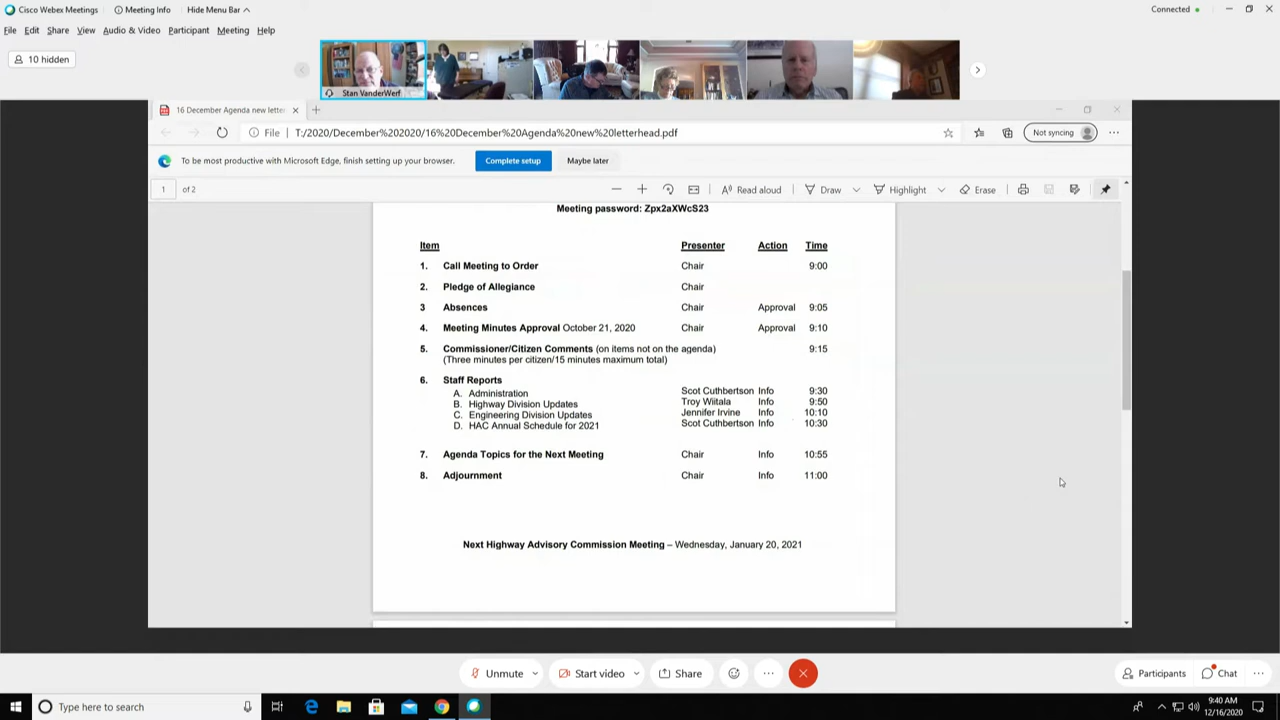 Cisco Webex Meetings Meeting Info Hide Menu Bar Connected
File Edit Share View Audio & Video Participant Meeting Help
10 hidden
Stan VanderWerf
16 December Agenda new lette
File T:/2020/December%202020/16%20December%20Agenda%20new%20letterhead.pdf Not syncing
To be most productive with Microsoft Edge, finish setting up your browser. Complete setup Maybe later
1 of 2 Read aloud Draw Highlight Erase
Meeting password: Zpx2aXWcS23
Item Presenter Action Time
1. Call Meeting to Order Chair 9:00
2. Pledge of Allegiance Chair
3 Absences Chair Approval 9:05
4. Meeting Minutes Approval October 21, 2020 Chair Approval 9:10
5. Commissioner/Citizen Comments (on items not on the agenda) 9:15
(Three minutes per citizen/15 minutes maximum total)
6. Staff Reports
A. Administration Scot Cuthbertson Info 9:30
B. Highway Division Updates Troy Wiitala Info 9:50
C. Engineering Division Updates Jennifer Irvine Info 10:10
D. HAC Annual Schedule for 2021 Scot Cuthbertson Info 10:30
7. Agenda Topics for the Next Meeting Chair Info 10:55
8. Adjournment Chair Info 11:00
Next Highway Advisory Commission Meeting – Wednesday, January 20, 2021
Unmute Start video Share Participants Chat
Type here to search 9:40 AM
12/16/2020